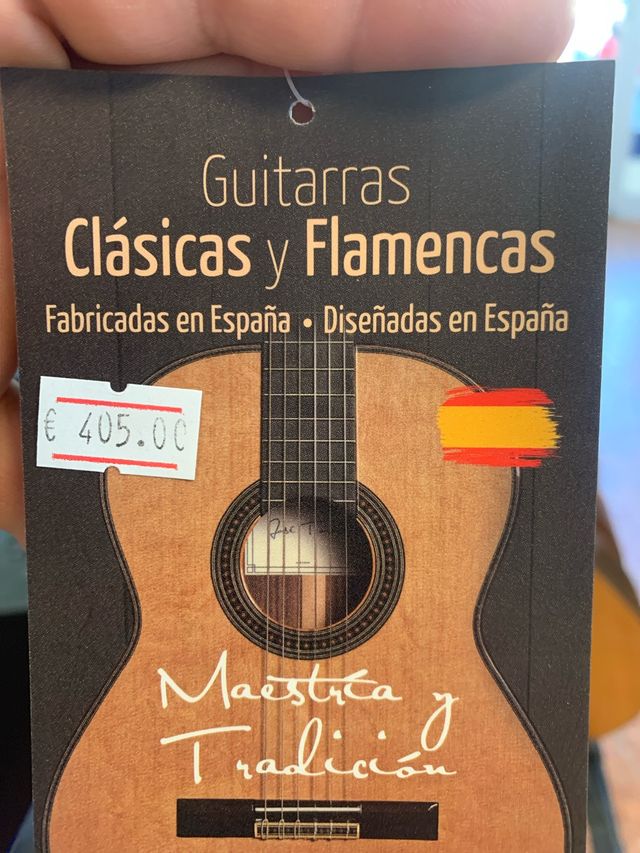 Guitarras
Clásicas y Flamencas
Fabricadas en España • Diseñadas en España
€ 405.00
Maestría y
Tradición